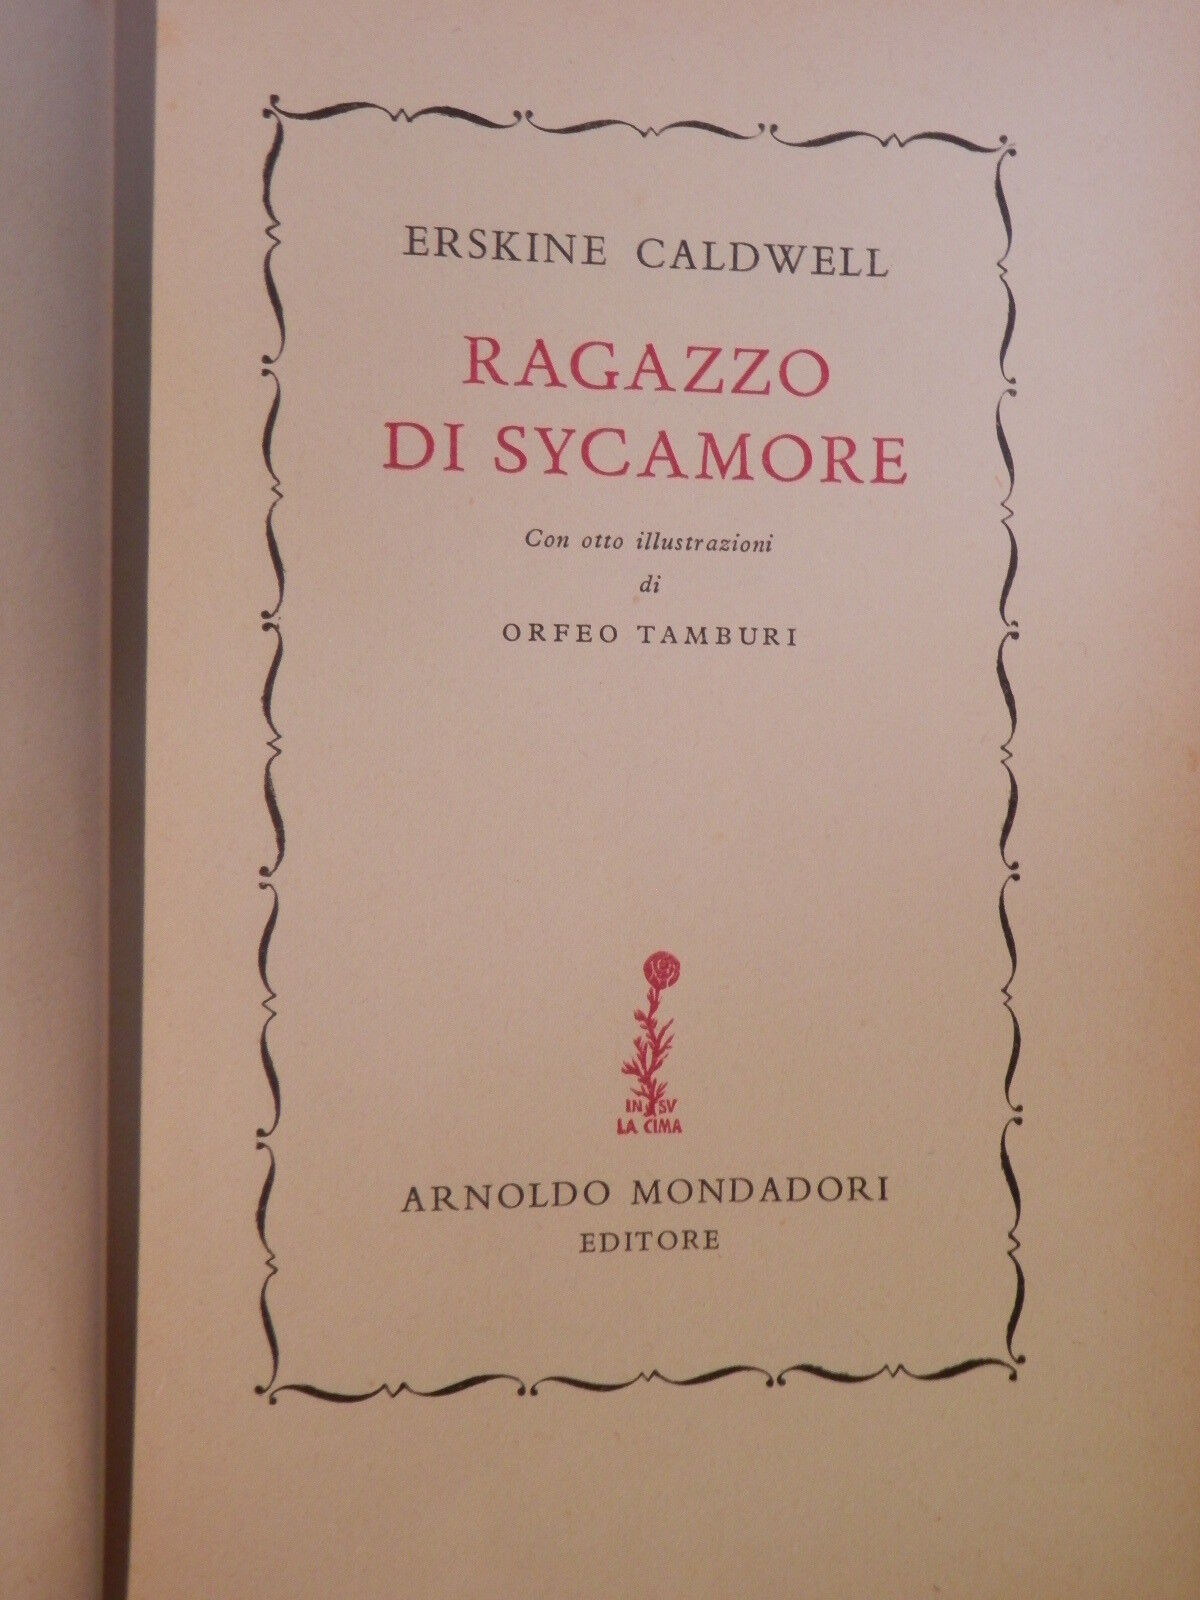 ERSKINE CALDWELL
RAGAZZO
DI SYCAMORE
Con otto illustrazioni
di
ORFEO TAMBURI
IN SV
LA CIMA
ARNOLDO MONDADORI
EDITORE